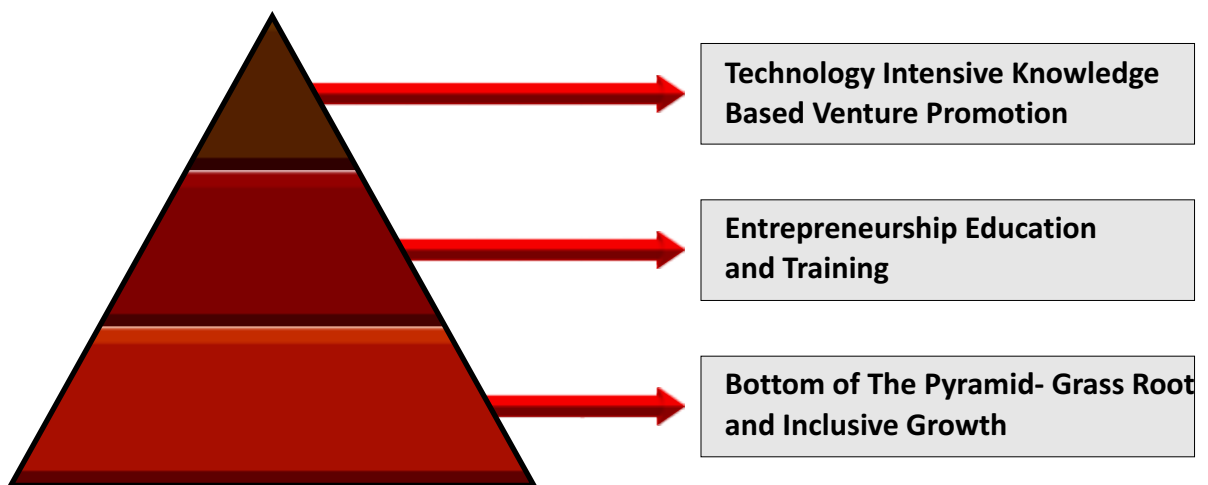 Technology Intensive Knowledge
Based Venture Promotion
Entrepreneurship Education
and Training
Bottom of The Pyramid- Grass Root
and Inclusive Growth